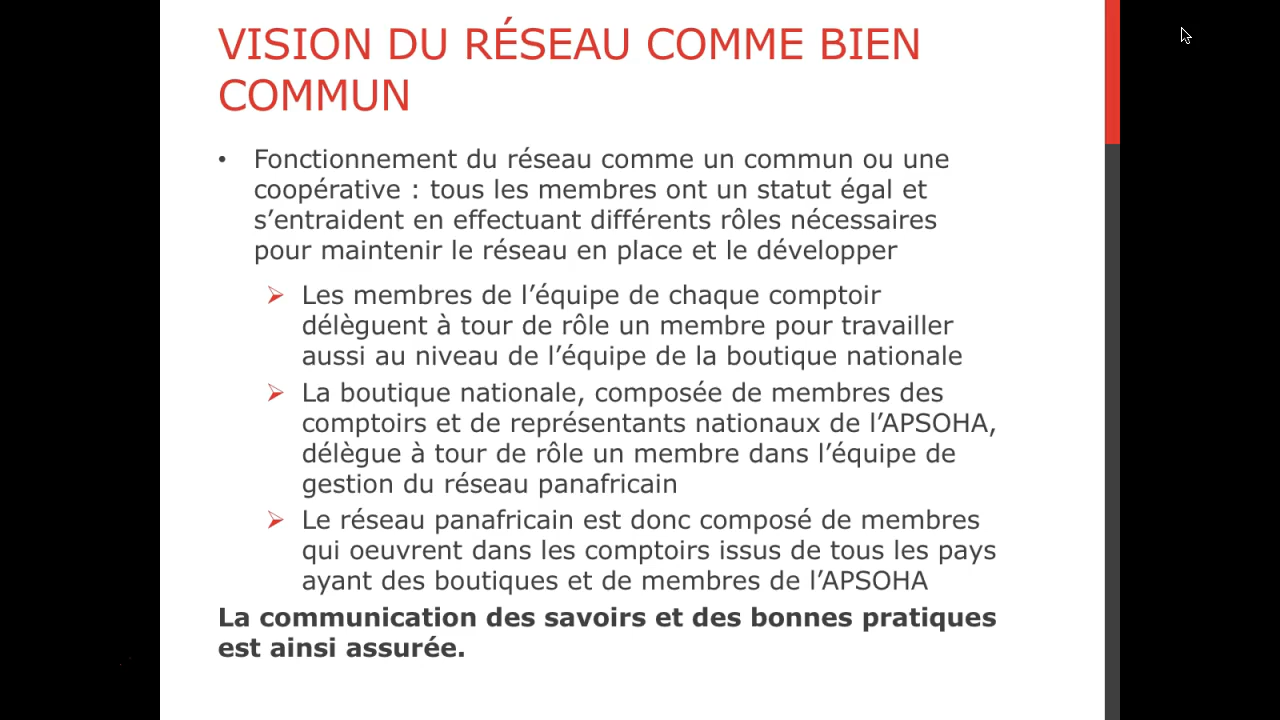 VISION DU RÉSEAU COMME BIEN
COMMUN
• Fonctionnement du réseau comme un commun ou une
coopérative : tous les membres ont un statut égal et
s’entraident en effectuant différents rôles nécessaires
pour maintenir le réseau en place et le développer
➢ Les membres de l’équipe de chaque comptoir
délèguent à tour de rôle un membre pour travailler
aussi au niveau de l’équipe de la boutique nationale
➢ La boutique nationale, composée de membres des
comptoirs et de représentants nationaux de l’APSOHA,
délègue à tour de rôle un membre dans l’équipe de
gestion du réseau panafricain
➢ Le réseau panafricain est donc composé de membres
qui oeuvrent dans les comptoirs issus de tous les pays
ayant des boutiques et de membres de l’APSOHA
La communication des savoirs et des bonnes pratiques
est ainsi assurée.